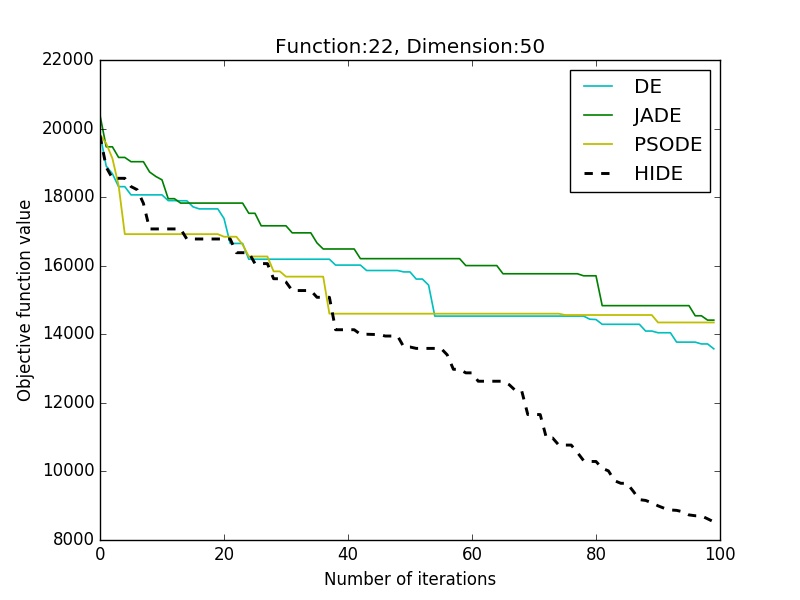 Function:22, Dimension:50
22000
20000
18000
16000
14000
12000
10000
8000
Objective function value
DE
JADE
PSODE
HIDE
0
20
40
60
80
100
Number of iterations